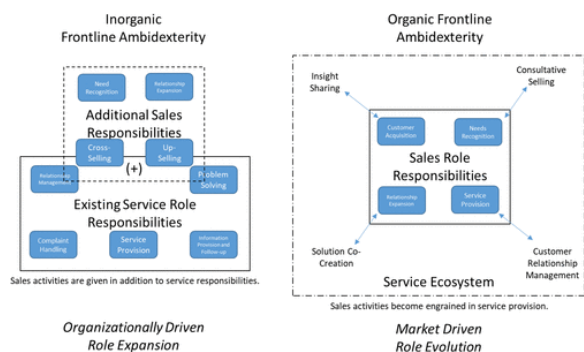 Inorganic
Frontline Ambidexterity
Need
Recognition
Relationship
Expansion
Additional Sales
Responsibilities
Cross-
Selling
Up-
Selling
(+)
Relationship
Management
Problem
Solving
Existing Service Role
Responsibilities
Complaint
Handling
Service
Provision
Information
Provision and
Follow-up
Sales activities are given in addition to service responsibilities.
Organizationally Driven
Role Expansion
Organic Frontline
Ambidexterity
Insight
Sharing
Consultative
Selling
Customer
Acquisition
Needs
Recognition
Sales Role
Responsibilities
Relationship
Expansion
Service
Provision
Solution Co-
Creation
Customer
Relationship
Management
Service Ecosystem
Sales activities become engrained in service provision.
Market Driven
Role Evolution